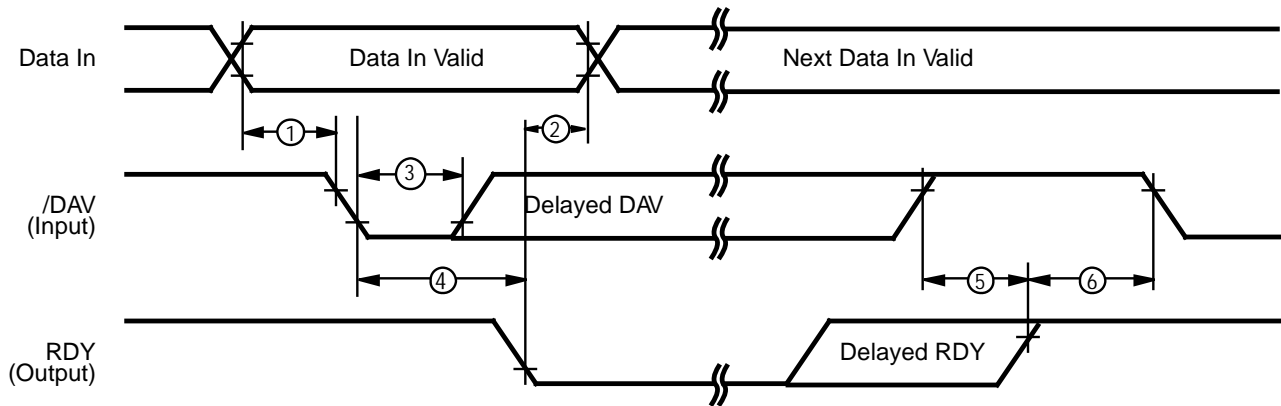 Data In
Data In Valid
Next Data In Valid
1
2
3
/DAV
(Input)
Delayed DAV
4
5
6
RDY
(Output)
Delayed RDY